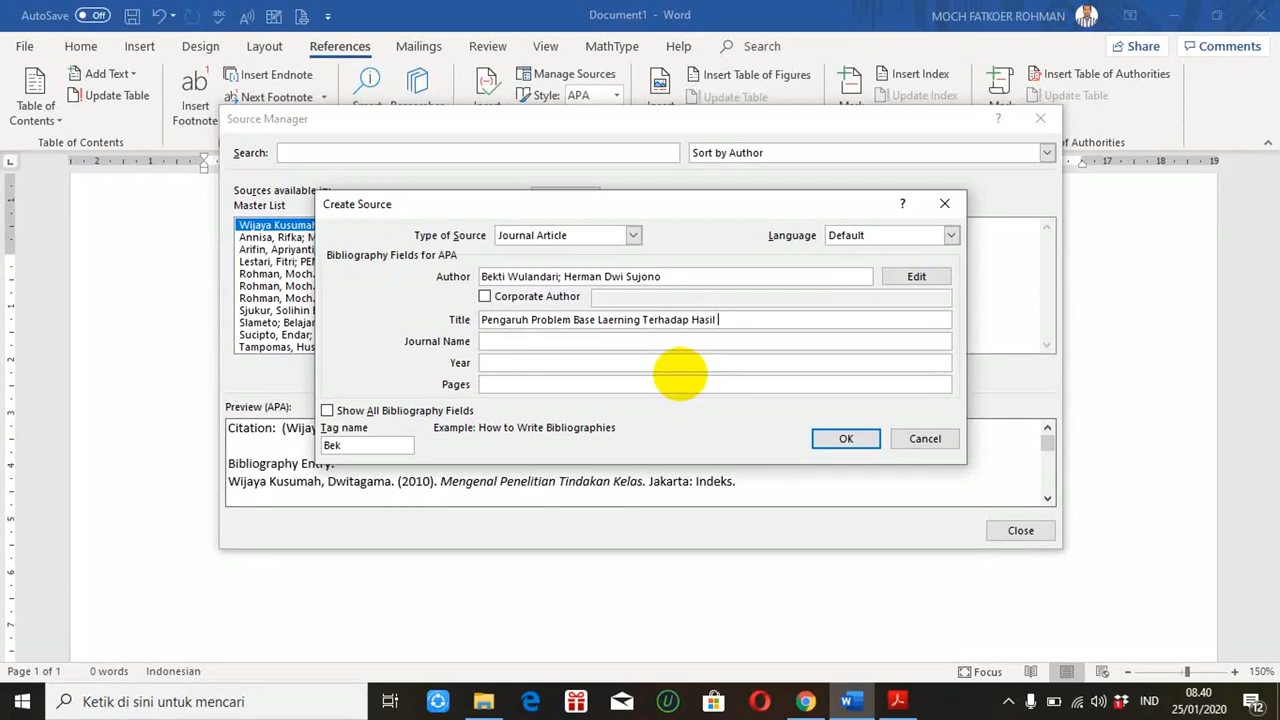 AutoSave Off
Document1 - Word
MOCH FATKOER ROHMAN
File Home Insert Design Layout References Mailings Review View MathType Help Search Share Comments
Table of Contents
Add Text
Update Table
ab Insert Footnote
Insert Endnote
Next Footnote
Manage Sources
Style: APA
Insert Table of Figures
Update Table
Insert Index
Update Index
Insert Table of Authorities
Update Table
Table of Contents
Footnote
of Authorities
Source Manager
Search:
Sort by Author
Sources available in:
Master List
Wijaya Kusumah
Annisa, Rifka; M
Arifin, Apriyanti
Lestari, Fitri; PEN
Rohman, Moch.
Rohman, Moch.
Rohman, Moch.
Sjukur, Solihin B
Slameto; Belajar
Sucipto, Endar;
Tampomas, Hus
Create Source
Type of Source Journal Article
Language Default
Bibliography Fields for APA
Author Bekti Wulandari; Herman Dwi Sujono Edit
Corporate Author
Title Pengaruh Problem Base Laerning Terhadap Hasil
Journal Name
Year
Pages
Show All Bibliography Fields
Tag name Example: How to Write Bibliographies
Bek
OK Cancel
Preview (APA):
Citation: (Wijay
Bibliography Entry:
Wijaya Kusumah, Dwitagama. (2010). Mengenal Penelitian Tindakan Kelas. Jakarta: Indeks.
Close
Page 1 of 1 0 words Indonesian Focus 150%
Ketik di sini untuk mencari
IND
08.40
25/01/2020